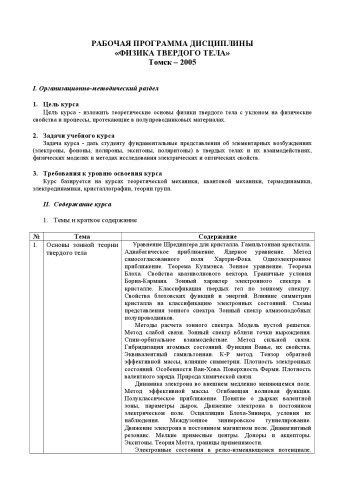 РАБОЧАЯ ПРОГРАММА ДИСЦИПЛИНЫ
«ФИЗИКА ТВЕРДОГО ТЕЛА»
Томск – 2005
I. Организационно-методический раздел
1. Цель курса
Цель курса - изложить теоретические основы физики твердого тела с уклоном на физические
свойства и процессы, протекающие в полупроводниковых материалах.
2. Задачи учебного курса
Задача курса - дать студенту фундаментальные представления об элементарных возбуждениях
(электроны, фононы, поляроны, экситоны, поляритоны) в твердых телах и их взаимодействиях,
физических моделях и методах исследования электрических и оптических свойств.
3. Требования к уровню освоения курса
Курс базируется на курсах теоретической механики, квантовой механики, термодинамики,
электродинамики, кристаллографии, теории групп.
II. Содержание курса
1. Темы и краткое содержание
№ Тема Содержание
1. Основы зонной теории
твердого тела
Уравнение Шредингера для кристалла. Гамильтониан кристалла.
Адиабатическое приближение. Ядерное уравнение. Метод
самосогласованного поля Хартри-Фока. Одноэлектронное
приближение. Теорема Купманса. Зонное уравнение. Теорема
Блоха. Свойства квазиволнового вектора. Граничные условия
Борна-Кармана. Зонный характер электронного спектра в
кристалле. Классификация твердых тел по зонному спектру.
Свойства блоховских функций и энергий. Влияние симметрии
кристалла на классификацию электронных состояний. Схемы
представления зонного спектра. Зонный спектр алмазоподобных
полупроводников.
Методы расчета зонного спектра. Модель пустой решетки.
Метод слабой связи. Зонный спектр вблизи точки вырождения.
Спин-орбитальное взаимодействие. Метод сильной связи.
Гибридизация атомных состояний. Функции Ванье, их свойства.
Эквивалентный гамильтониан. К-Р метод. Тензор обратной
эффективной массы, влияние симметрии. Плотность электронных
состояний. Особенности Ван-Хова. Поверхность Ферми. Плотность
валентного заряда. Природа химической связи.
Динамика электрона во внешнем медленно меняющемся поле.
Метод эффективной массы. Огибающая волновая функция.
Полуклассическое приближение. Понятие о дырках валентной
зоны, параметры дырок. Движение электрона в постоянном
электрическом поле. Осцилляции Блоха-Зинера, условия их
наблюдения. Междузонное зинеровское туннелирование.
Движение электрона в постоянном магнитном поле. Диамагнитный
резонанс. Мелкие примесные центры. Доноры и акцепторы.
Экситоны. Теория Мотта, границы применимости.
Электронные состояния в резко-изменяющемся потенциале.